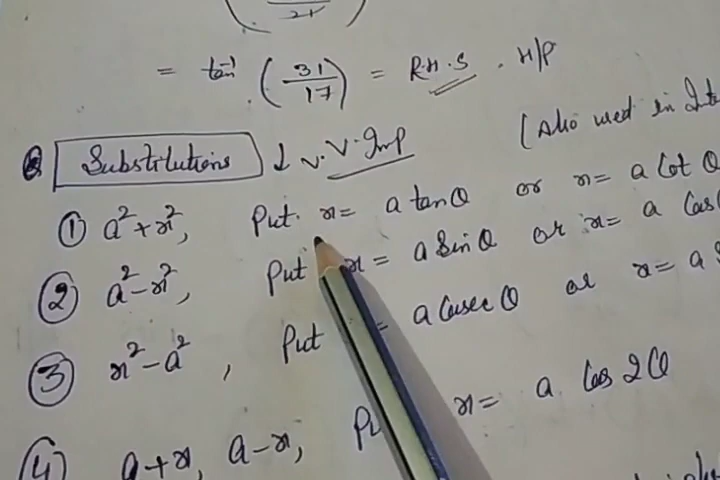 = tan⁻¹ (31/17) = R.H.S. H/P
Substitutions ↓ V.V.Imp
(Also used in
① a²+x², Put x= a tanθ or x= a Cotθ
② a²-x², Put x= a Sinθ or x= a
③ x²-a², Put = a Cosecθ or x= a
④ a+x, a-x, x= a Cos2θ